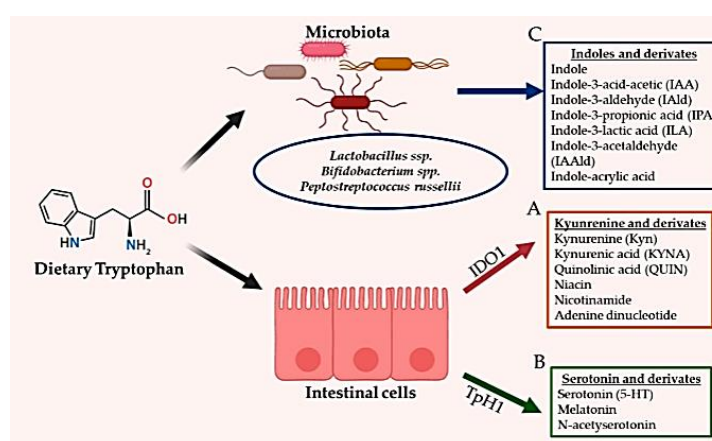 Microbiota
Lactobacillus ssp.
Bifidobacterium spp.
Peptostreptococcus russellii
O
OH
NH₂
HN
Dietary Tryptophan
Intestinal cells
IDO1
TpH1
C
Indoles and derivates
Indole
Indole-3-acid-acetic (IAA)
Indole-3-aldehyde (IAld)
Indole-3-propionic acid (IPA
Indole-3-lactic acid (ILA)
Indole-3-acetaldehyde
(IAAld)
Indole-acrylic acid
A
Kyunrenine and derivates
Kynurenine (Kyn)
Kynurenic acid (KYNA)
Quinolinic acid (QUIN)
Niacin
Nicotinamide
Adenine dinucleotide
B
Serotonin and derivates
Serotonin (5-HT)
Melatonin
N-acetyserotonin